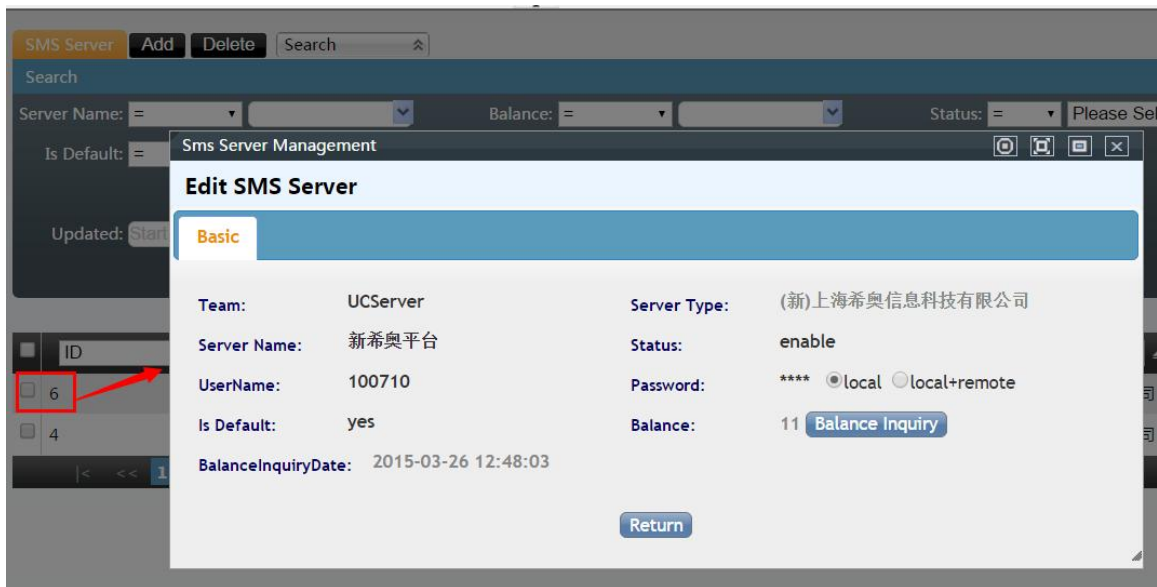 SMS Server Add Delete Search
Search
Server Name: = Balance: = Status: = Please Sel
Is Default: =
Updated: Start
Sms Server Management
Edit SMS Server
Basic
Team: UCServer Server Type: (新)上海希奥信息科技有限公司
Server Name: 新希奥平台 Status: enable
UserName: 100710 Password: **** local local+remote
Is Default: yes Balance: 11 Balance Inquiry
BalanceInquiryDate: 2015-03-26 12:48:03
Return
ID
6 司
4 司
|< << 1